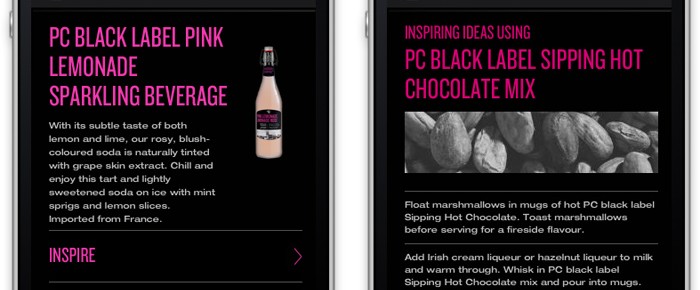 PC BLACK LABEL PINK
LEMONADE
SPARKLING BEVERAGE
With its subtle taste of both
lemon and lime, our rosy, blush-
coloured soda is naturally tinted
with grape skin extract. Chill and
enjoy this tart and lightly
sweetened soda on ice with mint
sprigs and lemon slices.
Imported from France.
INSPIRE
INSPIRING IDEAS USING
PC BLACK LABEL SIPPING HOT
CHOCOLATE MIX
Float marshmallows in mugs of hot PC black label
Sipping Hot Chocolate. Toast marshmallows
before serving for a fireside flavour.
Add Irish cream liqueur or hazelnut liqueur to milk
and warm through. Whisk in PC black label
Sipping Hot Chocolate mix and pour into mugs.